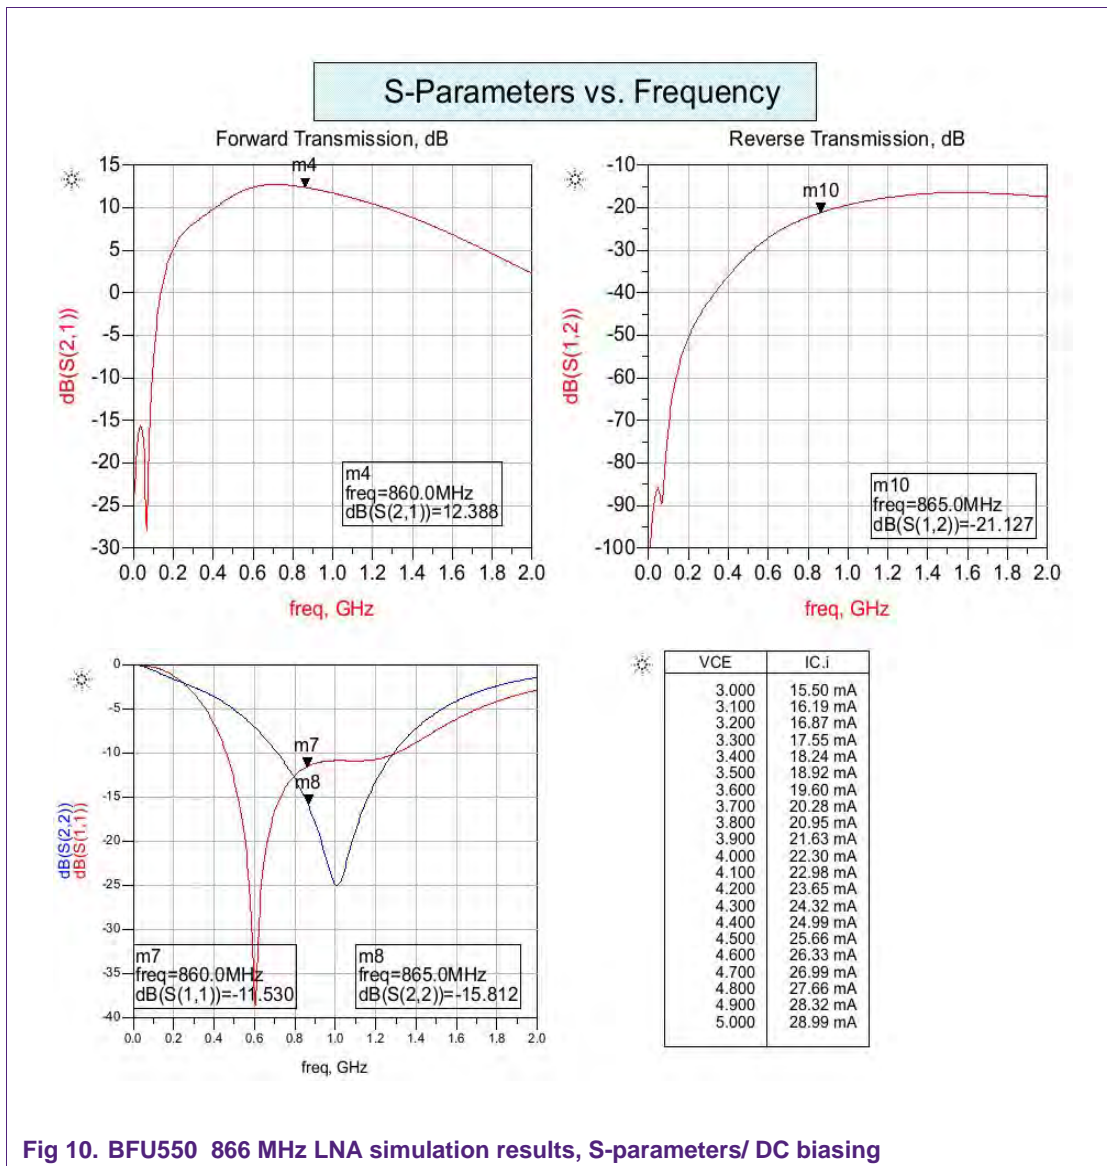 S-Parameters vs. Frequency
Forward Transmission, dB
m4
15
10
5
0
-5
-10
-15
-20
-25
-30
dB(S(2,1))
m4
freq=860.0MHz
dB(S(2,1))=12.388
0.0 0.2 0.4 0.6 0.8 1.0 1.2 1.4 1.6 1.8 2.0
freq, GHz
Reverse Transmission, dB
m10
-10
-20
-30
-40
-50
-60
-70
-80
-90
-100
dB(S(1,2))
m10
freq=865.0MHz
dB(S(1,2))=-21.127
0.0 0.2 0.4 0.6 0.8 1.0 1.2 1.4 1.6 1.8 2.0
freq, GHz
0
-5
-10
-15
-20
-25
-30
-35
-40
dB(S(2,2))
dB(S(1,1))
m7
m8
m7
freq=860.0MHz
dB(S(1,1))=-11.530
m8
freq=865.0MHz
dB(S(2,2))=-15.812
0.0 0.2 0.4 0.6 0.8 1.0 1.2 1.4 1.6 1.8 2.0
freq, GHz
VCE IC.i
3.000 15.50 mA
3.100 16.19 mA
3.200 16.87 mA
3.300 17.55 mA
3.400 18.24 mA
3.500 18.92 mA
3.600 19.60 mA
3.700 20.28 mA
3.800 20.95 mA
3.900 21.63 mA
4.000 22.30 mA
4.100 22.98 mA
4.200 23.65 mA
4.300 24.32 mA
4.400 24.99 mA
4.500 25.66 mA
4.600 26.33 mA
4.700 26.99 mA
4.800 27.66 mA
4.900 28.32 mA
5.000 28.99 mA
Fig 10. BFU550 866 MHz LNA simulation results, S-parameters/ DC biasing